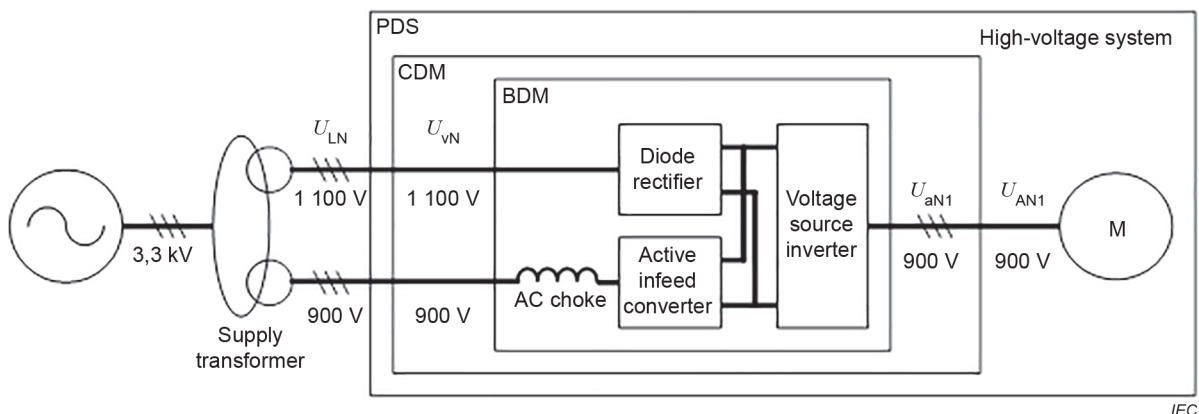 PDS
High-voltage system
CDM
BDM
U_LN
U_vN
Diode
rectifier
1 100 V
1 100 V
Voltage
source
inverter
U_aN1
U_AN1
M
3,3 kV
900 V
900 V
Active
infeed
converter
AC choke
900 V
900 V
Supply
transformer
IEC